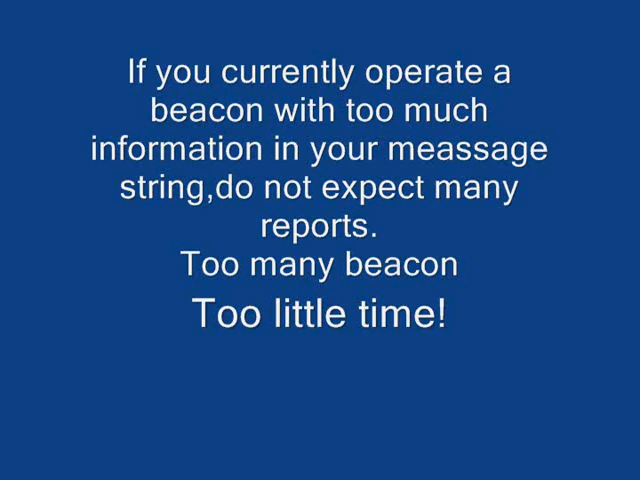 If you currently operate a
beacon with too much
information in your meassage
string,do not expect many
reports.
Too many beacon
Too little time!